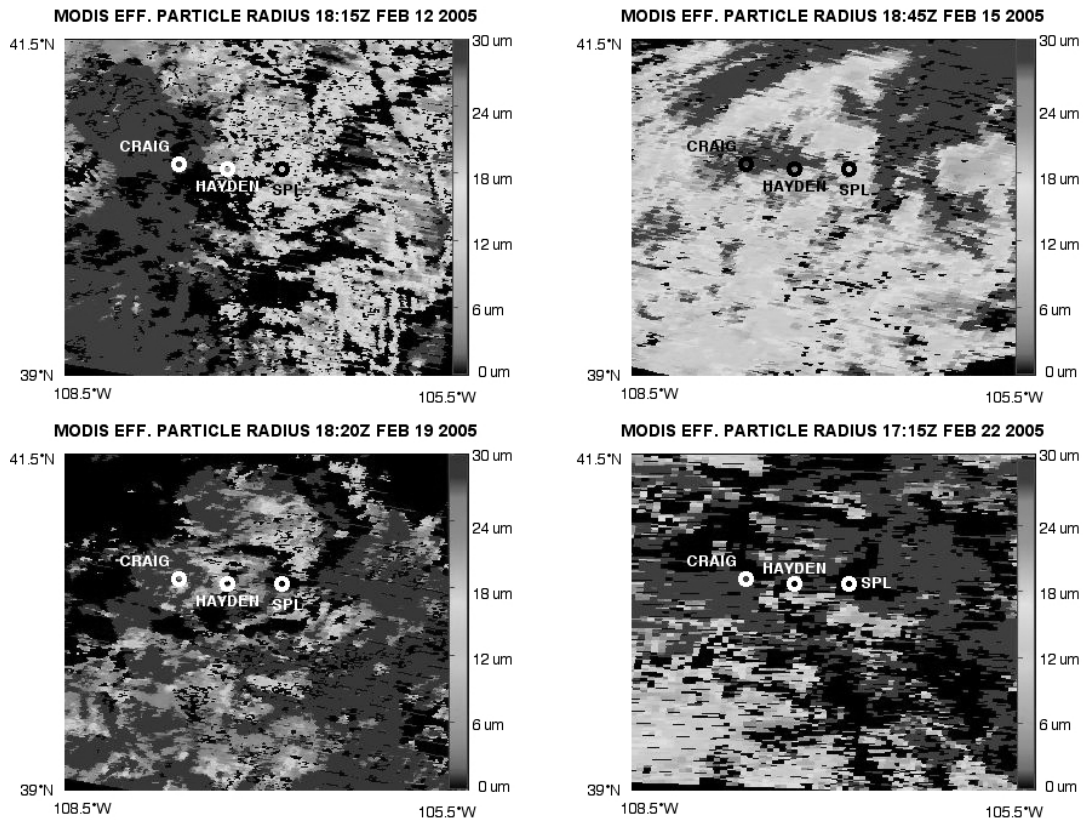 MODIS EFF. PARTICLE RADIUS 18:15Z FEB 12 2005
41.5°N
30 um
24 um
CRAIG
HAYDEN
SPL
18 um
12 um
6 um
0 um
39°N
108.5°W
105.5°W
MODIS EFF. PARTICLE RADIUS 18:45Z FEB 15 2005
41.5°N
30 um
24 um
CRAIG
HAYDEN
SPL
18 um
12 um
6 um
0 um
39°N
108.5°W
105.5°W
MODIS EFF. PARTICLE RADIUS 18:20Z FEB 19 2005
41.5°N
30 um
24 um
CRAIG
HAYDEN
SPL
18 um
12 um
6 um
0 um
39°N
108.5°W
105.5°W
MODIS EFF. PARTICLE RADIUS 17:15Z FEB 22 2005
41.5°N
30 um
24 um
CRAIG
HAYDEN
SPL
18 um
12 um
6 um
0 um
39°N
108.5°W
105.5°W